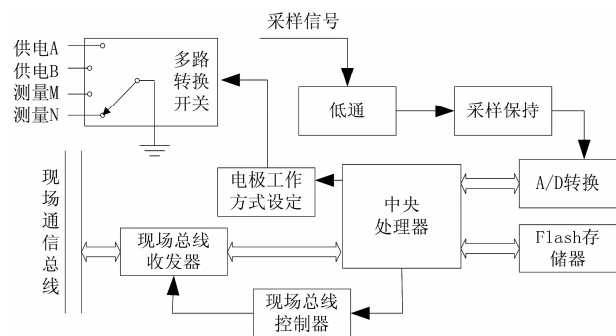 采样信号
供电A
供电B
测量M
测量N
多路
转换
开关
低通
采样保持
电极工作
方式设定
中央
处理器
A/D转换
现场通信总线
现场总线
收发器
Flash存
储器
现场总线
控制器